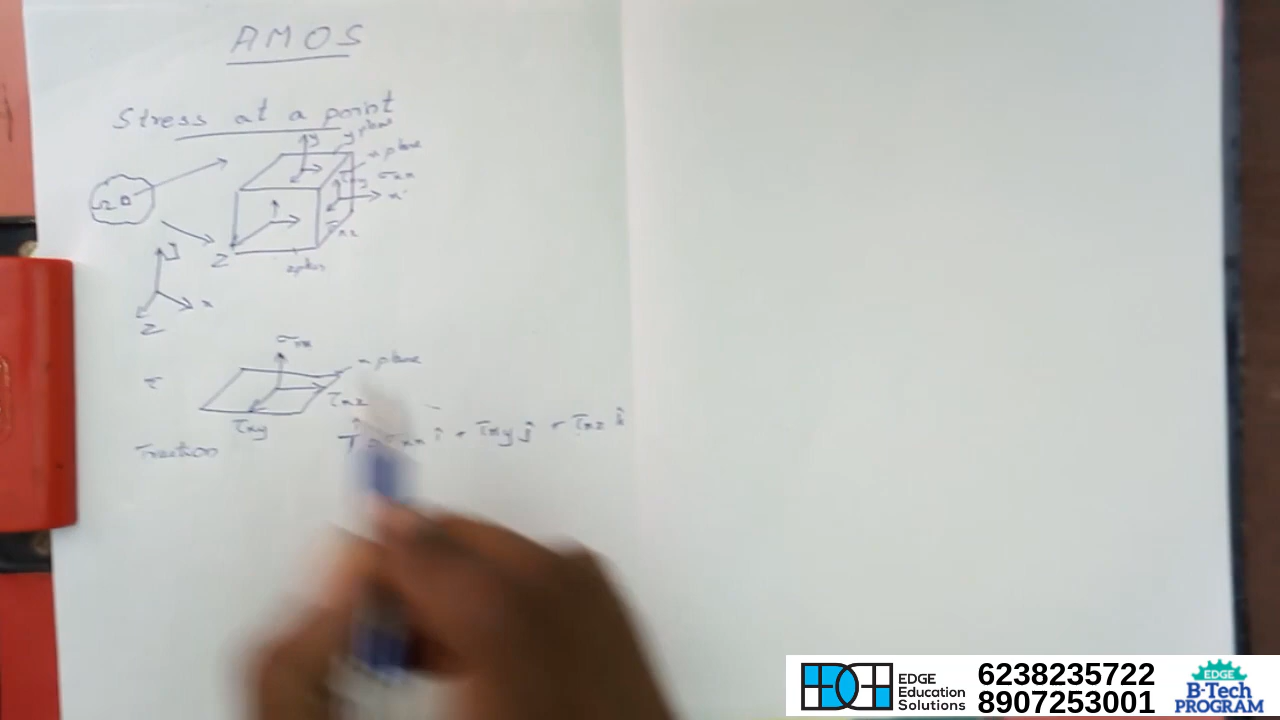 AMOS
Stress at a point
y
y plane
x plane
σxx
x
τxz
z
z plane
y
x
z
σxx
x plane
τ
τxz
τxy
T = σxx î + τxy ĵ + τxz k̂
Traction
EDGE
Education
Solutions
6238235722
8907253001
EDGE
B-Tech
PROGRAM